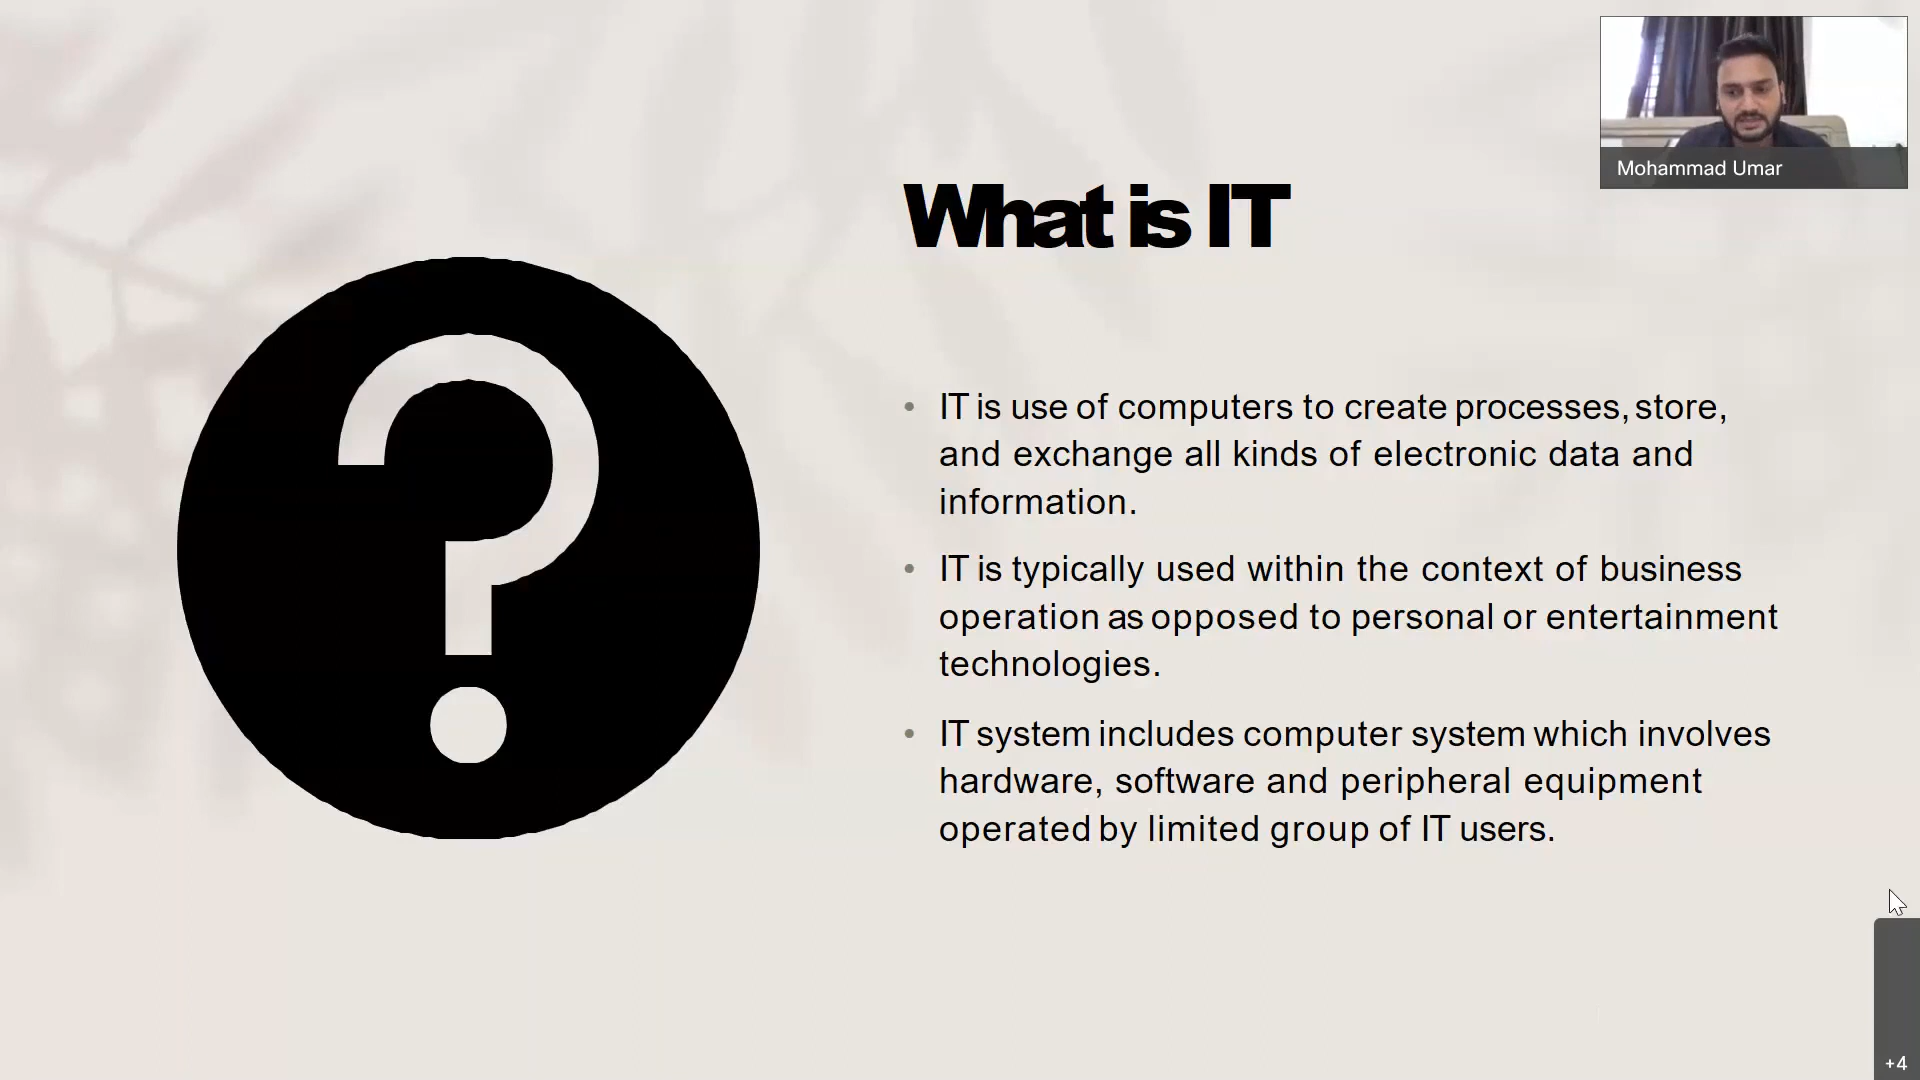 Mohammad Umar
What is IT
• IT is use of computers to create processes, store,
and exchange all kinds of electronic data and
information.
• IT is typically used within the context of business
operation as opposed to personal or entertainment
technologies.
• IT system includes computer system which involves
hardware, software and peripheral equipment
operated by limited group of IT users.
+4